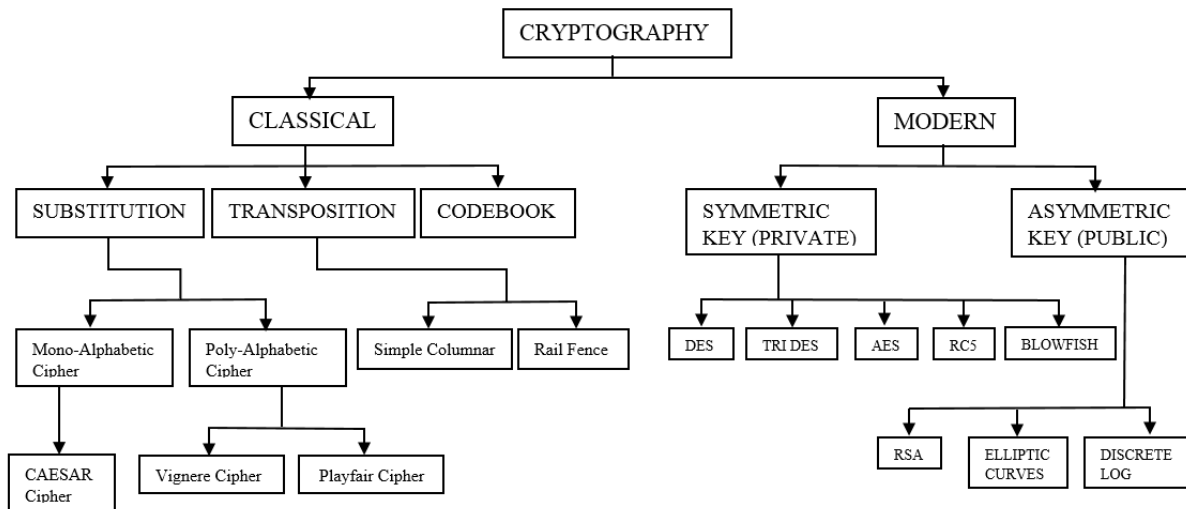 CRYPTOGRAPHY
CLASSICAL
MODERN
SUBSTITUTION
TRANSPOSITION
CODEBOOK
SYMMETRIC
KEY (PRIVATE)
ASYMMETRIC
KEY (PUBLIC)
Mono-Alphabetic
Cipher
Poly-Alphabetic
Cipher
Simple Columnar
Rail Fence
DES
TRI DES
AES
RC5
BLOWFISH
CAESAR
Cipher
Vignere Cipher
Playfair Cipher
RSA
ELLIPTIC
CURVES
DISCRETE
LOG